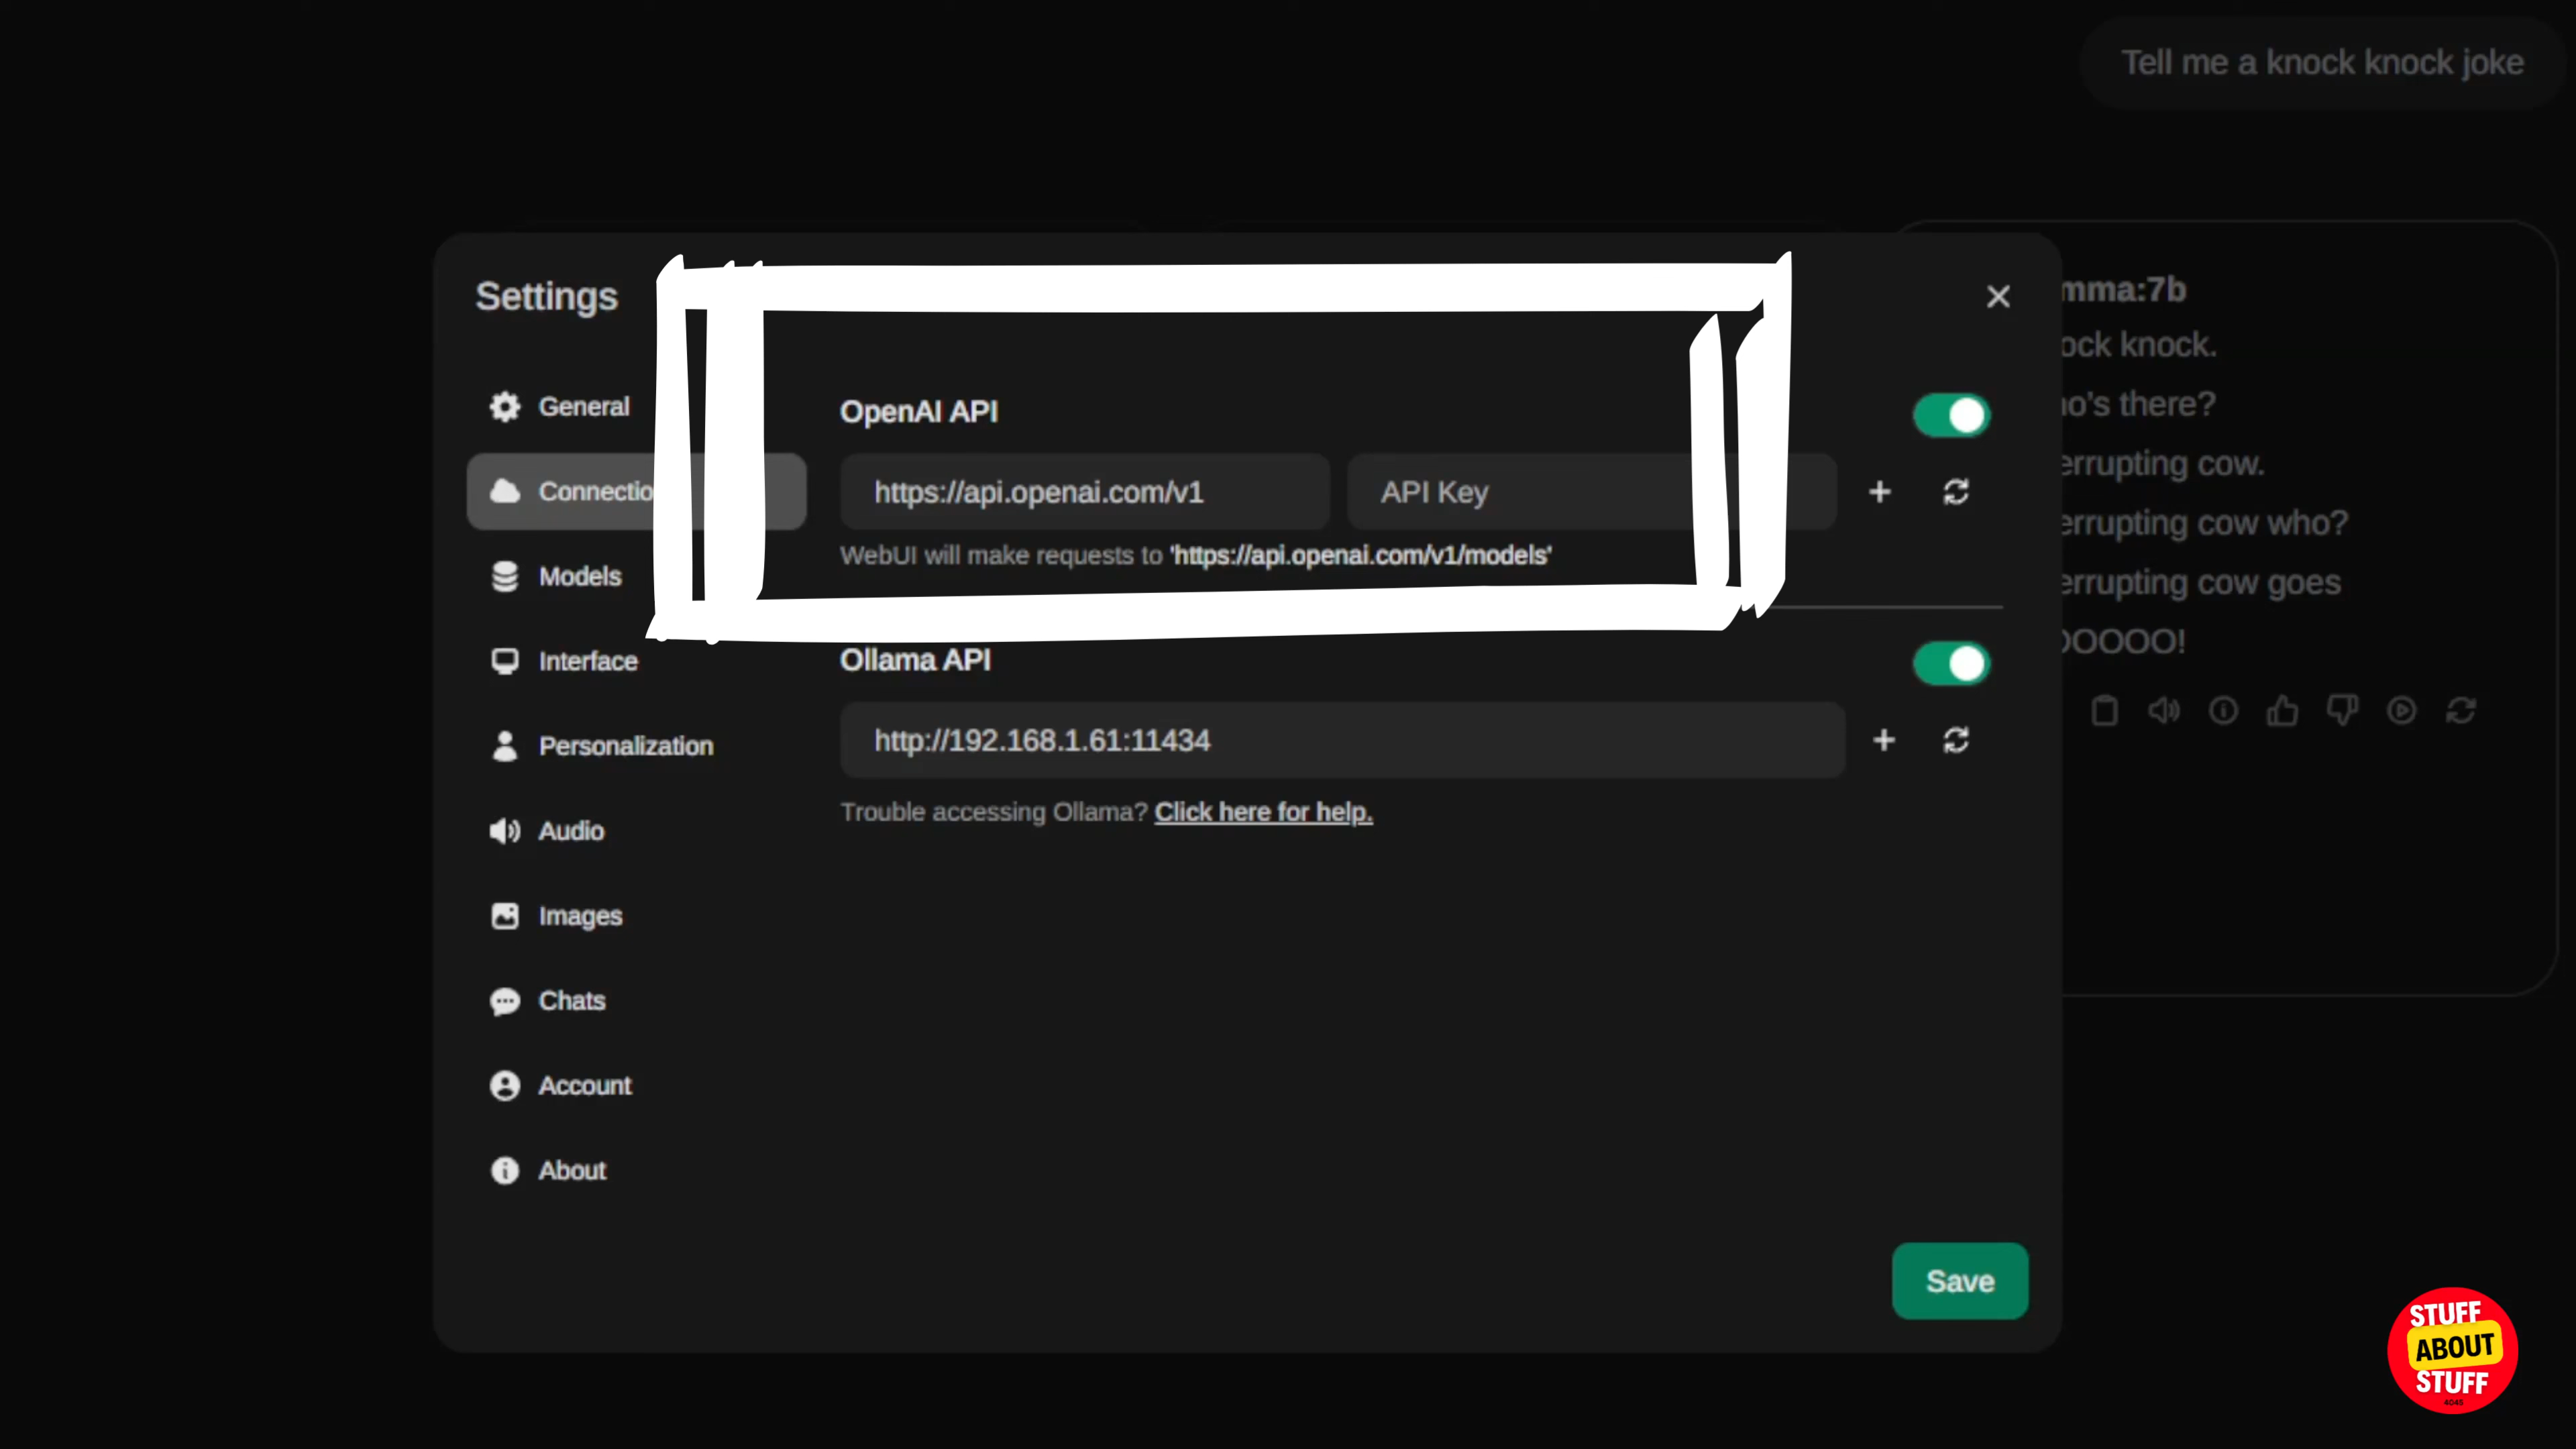 Tell me a knock knock joke
Settings
General
Connectio
Models
Interface
Personalization
Audio
Images
Chats
Account
About
OpenAI API
https://api.openai.com/v1
API Key
WebUI will make requests to 'https://api.openai.com/v1/models'
Ollama API
http://192.168.1.61:11434
Trouble accessing Ollama? Click here for help.
Save
mma:7b
ock knock.
o's there?
errupting cow.
errupting cow who?
errupting cow goes
OOOOO!
STUFF
ABOUT
STUFF
4045